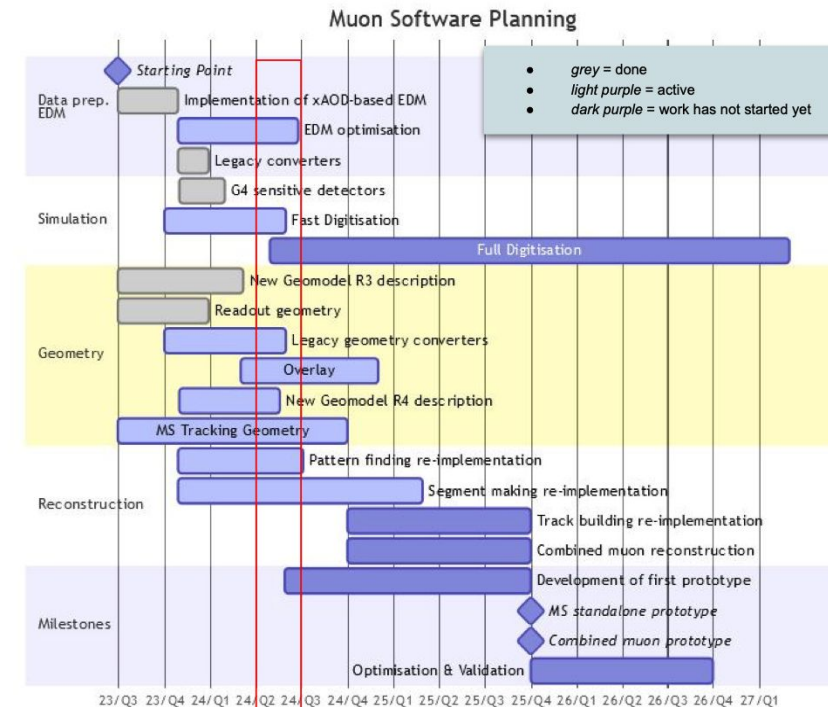 Muon Software Planning
• grey = done
• light purple = active
• dark purple = work has not started yet
Data prep.
EDM
Starting Point
Implementation of xAOD-based EDM
EDM optimisation
Legacy converters
Simulation
G4 sensitive detectors
Fast Digitisation
Full Digitisation
Geometry
New Geomodel R3 description
Readout geometry
Legacy geometry converters
Overlay
New Geomodel R4 description
MS Tracking Geometry
Reconstruction
Pattern finding re-implementation
Segment making re-implementation
Track building re-implementation
Combined muon reconstruction
Milestones
Development of first prototype
MS standalone prototype
Combined muon prototype
Optimisation & Validation
23/Q3 23/Q4 24/Q1 24/Q2 24/Q3 24/Q4 25/Q1 25/Q2 25/Q3 25/Q4 26/Q1 26/Q2 26/Q3 26/Q4 27/Q1